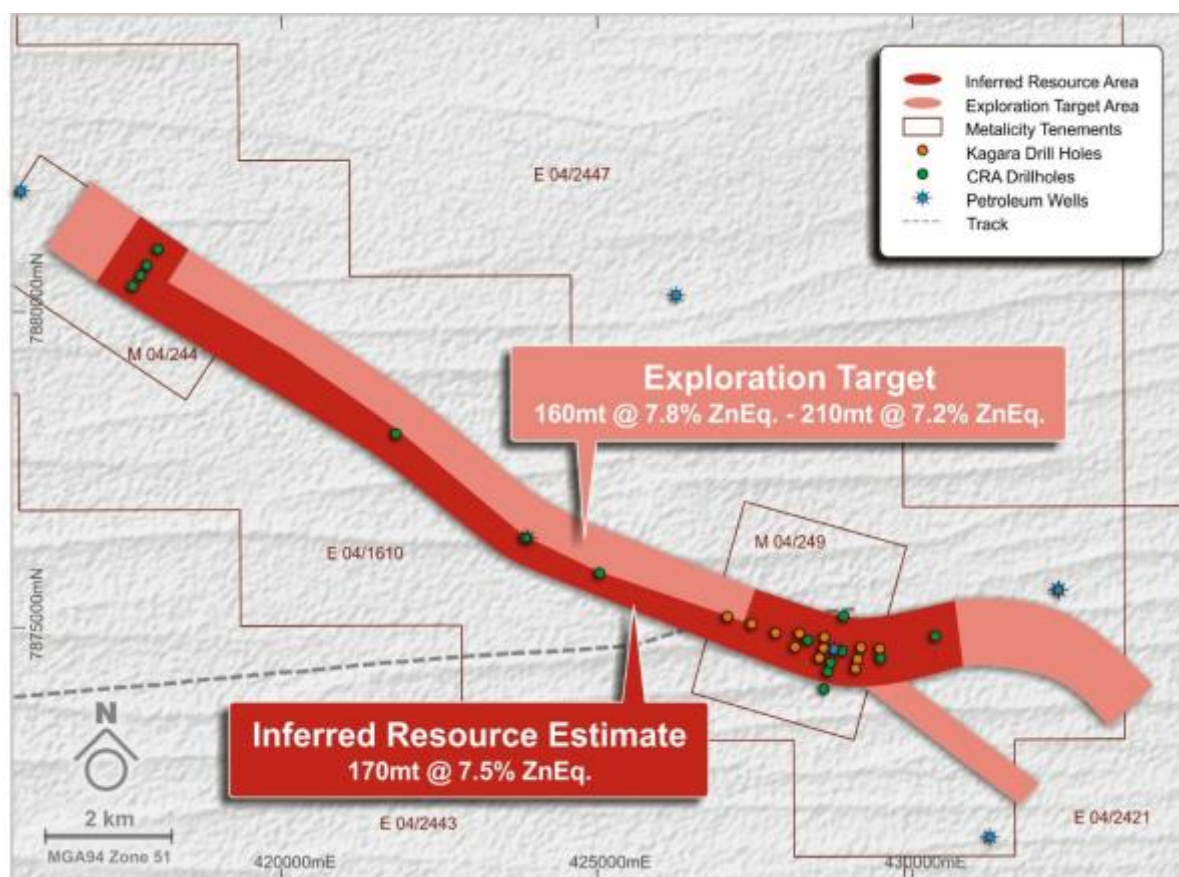 Inferred Resource Area
Exploration Target Area
Metalicity Tenements
Kagara Drill Holes
CRA Drillholes
Petroleum Wells
Track
E 04/2447
7880000mN
M 04/244
Exploration Target
160mt @ 7.8% ZnEq. - 210mt @ 7.2% ZnEq.
M 04/249
E 04/1610
7875000mN
Inferred Resource Estimate
170mt @ 7.5% ZnEq.
N
2 km
MGA94 Zone 51
E 04/2443
E 04/2421
420000mE
425000mE
430000mE